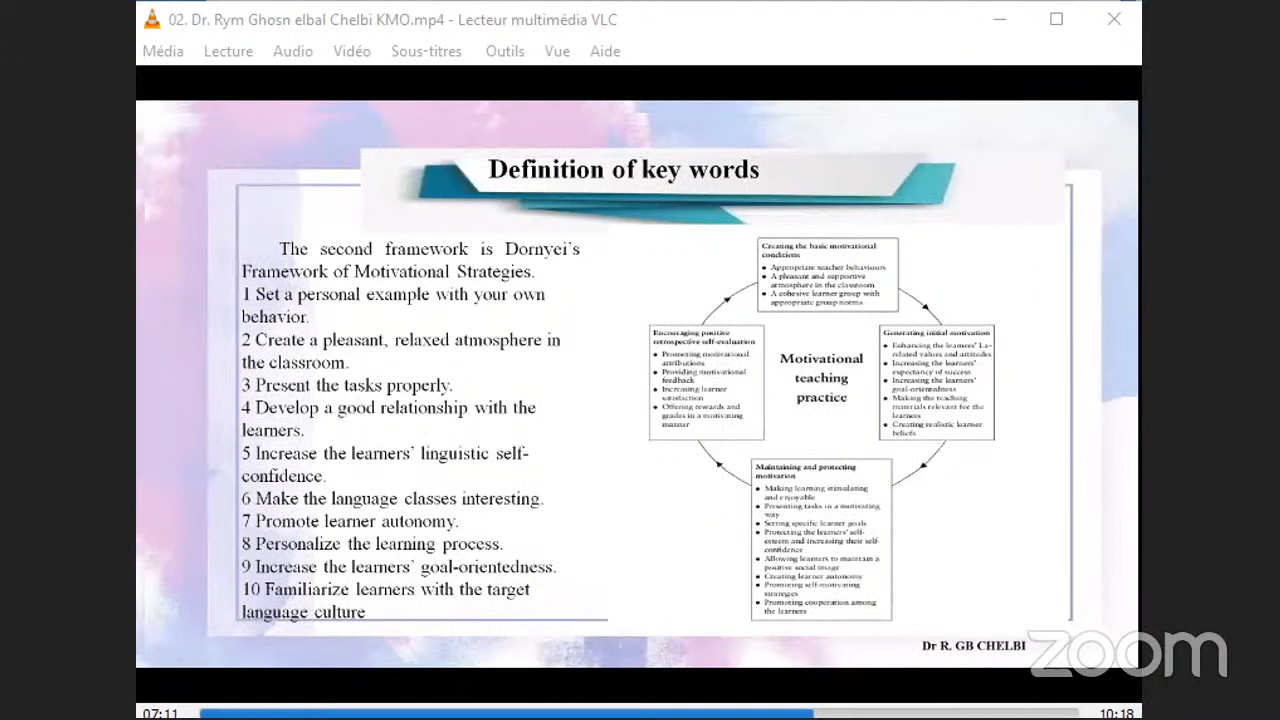 02. Dr. Rym Ghosn elbal Chelbi KMO.mp4 - Lecteur multimédia VLC
Média Lecture Audio Vidéo Sous-titres Outils Vue Aide
Definition of key words
The second framework is Dornyei's
Framework of Motivational Strategies.
1 Set a personal example with your own
behavior.
2 Create a pleasant, relaxed atmosphere in
the classroom.
3 Present the tasks properly.
4 Develop a good relationship with the
learners.
5 Increase the learners' linguistic self-
confidence.
6 Make the language classes interesting.
7 Promote learner autonomy.
8 Personalize the learning process.
9 Increase the learners' goal-orientedness.
10 Familiarize learners with the target
language culture
Creating the basic motivational
conditions
• Appropriate teacher behaviours
• A pleasant and supportive
atmosphere in the classroom
• A cohesive learner group with
appropriate group norms
Encouraging positive
retrospective self-evaluation
• Promoting motivational
attributions
• Providing motivational
feedback
• Increasing learner
satisfaction
• Offering rewards and
grades in a motivating
manner
Motivational
teaching
practice
Generating initial motivation
• Enhancing the learners' L2-
related values and attitudes
• Increasing the learners'
expectancy of success
• Increasing the learners'
goal-orientedness
• Making the teaching
materials relevant for the
learners
• Creating realistic learner
beliefs
Maintaining and protecting
motivation
• Making learning stimulating
and enjoyable
• Presenting tasks in a motivating
way
• Setting specific learner goals
• Protecting the learners' self-
esteem and increasing their self-
confidence
• Allowing learners to maintain a
positive social image
• Creating learner autonomy
• Promoting self-motivating
strategies
• Promoting cooperation among
the learners
Dr R. GB CHELBI
zoom
07:11 10:18